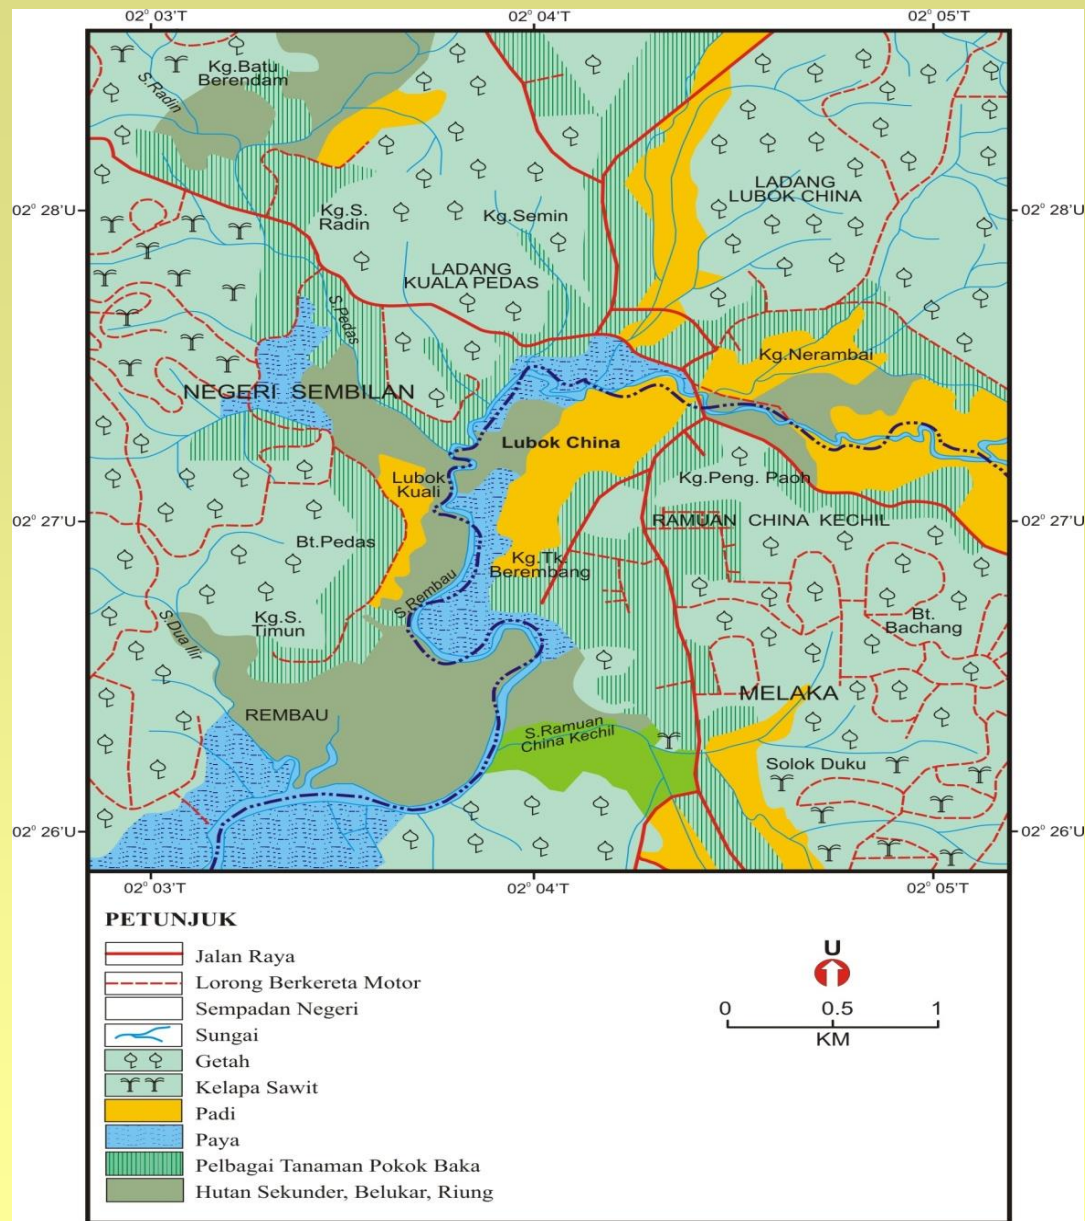 02° 03'T 02° 04'T 02° 05'T
Kg.Batu
Berendam
S.Radin
LADANG
LUBOK CHINA
02° 28'U 02° 28'U
Kg.S.
Radin
Kg.Semin
LADANG
KUALA PEDAS
S.Pedas
Kg.Nerambai
NEGERI SEMBILAN
Lubok China
Lubok
Kuali
Kg.Peng. Paoh
02° 27'U 02° 27'U
RAMUAN CHINA KECHIL
Bt.Pedas
Kg.Tk.
Berembang
S.Rembau
Kg.S.
Timun
S.Dua Ilir
Bt.
Bachang
MELAKA
REMBAU
S.Ramuan
China Kechil
Solok Duku
02° 26'U 02° 26'U
02° 03'T 02° 04'T 02° 05'T
PETUNJUK
Jalan Raya
Lorong Berkereta Motor
Sempadan Negeri
Sungai
Getah
Kelapa Sawit
Padi
Paya
Pelbagai Tanaman Pokok Baka
Hutan Sekunder, Belukar, Riung
U
0 0.5 1
KM